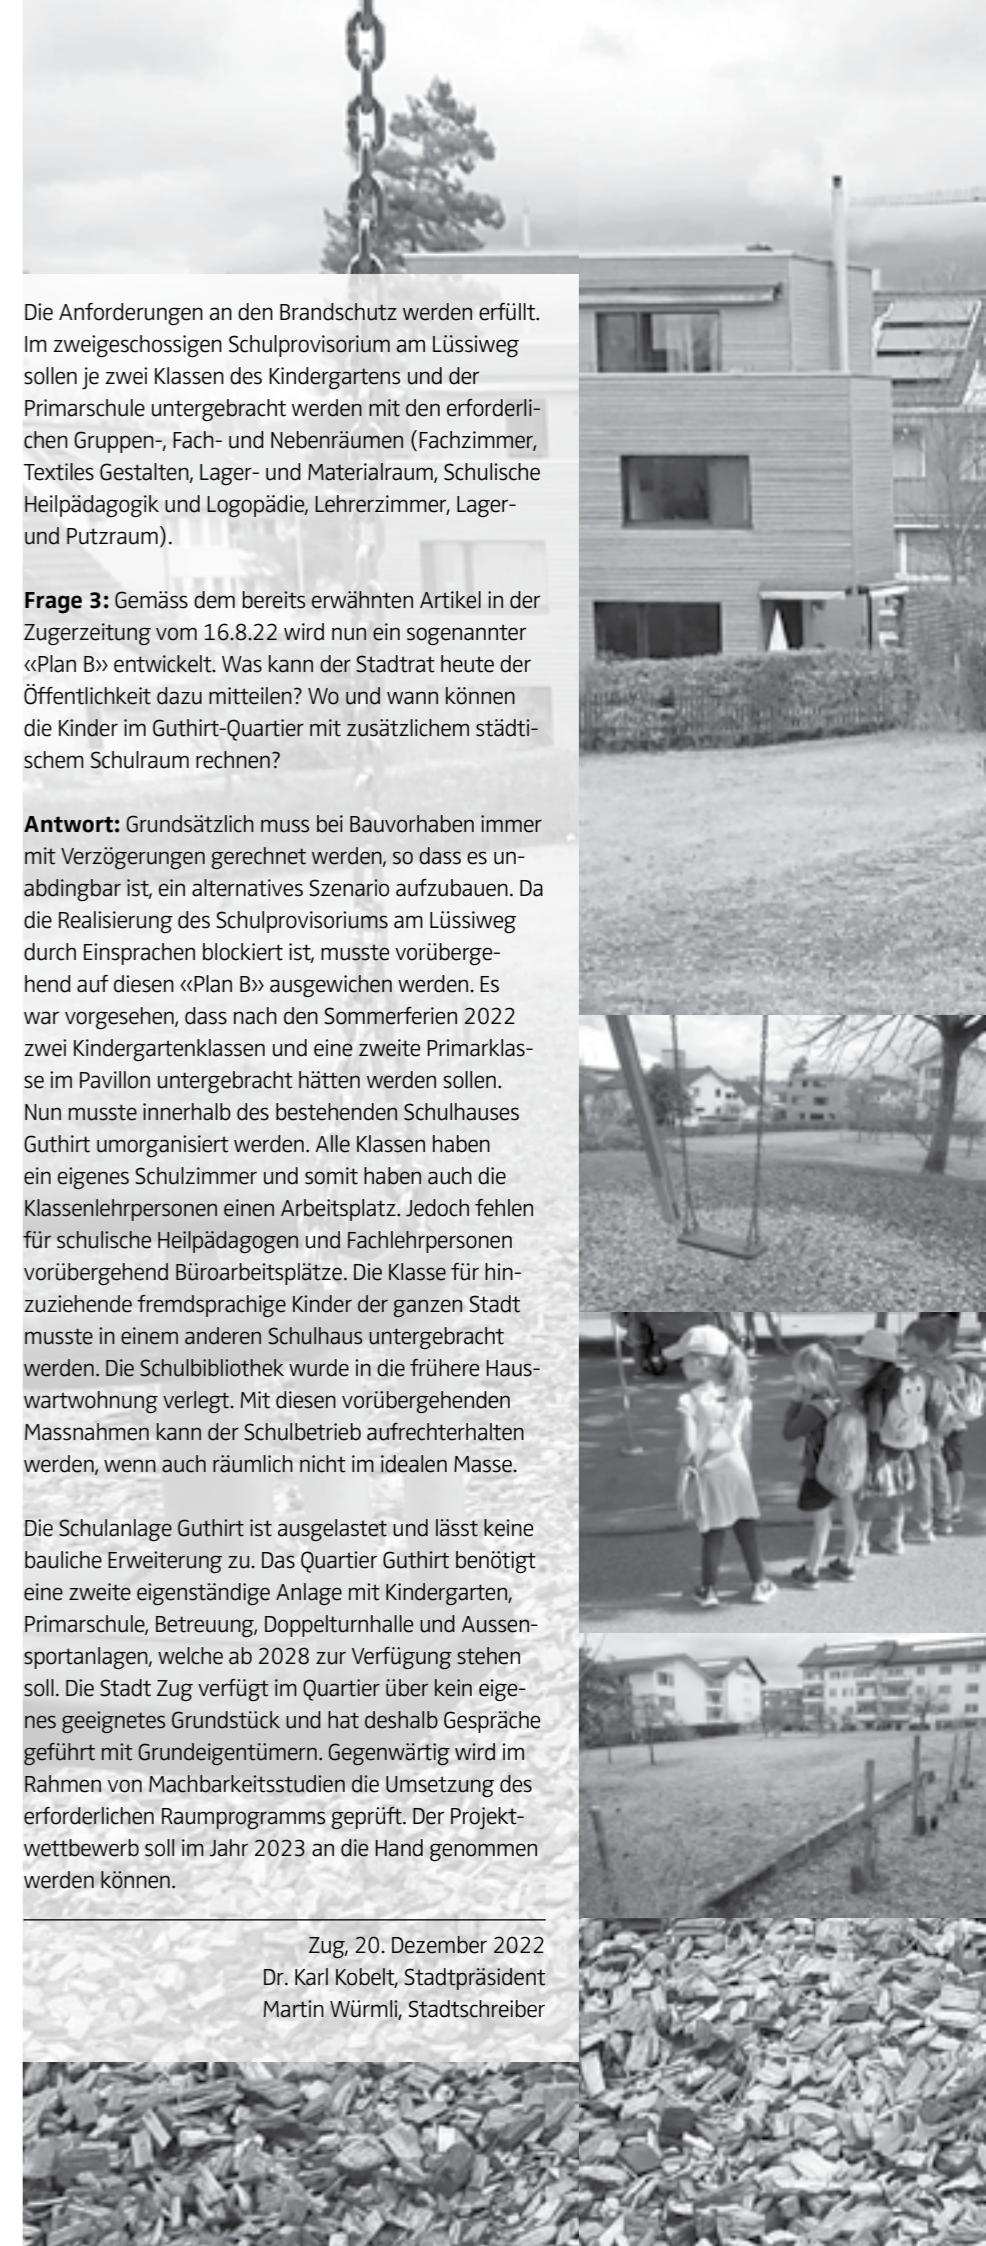 Die Anforderungen an den Brandschutz werden erfüllt.
Im zweigeschossigen Schulprovisorium am Lüssiweg
sollen je zwei Klassen des Kindergartens und der
Primarschule untergebracht werden mit den erforderli-
chen Gruppen-, Fach- und Nebenräumen (Fachzimmer,
Textiles Gestalten, Lager- und Materialraum, Schulische
Heilpädagogik und Logopädie, Lehrerzimmer, Lager-
und Putzraum).
Frage 3: Gemäss dem bereits erwähnten Artikel in der
Zugerzeitung vom 16.8.22 wird nun ein sogenannter
«Plan B» entwickelt. Was kann der Stadtrat heute der
Öffentlichkeit dazu mitteilen? Wo und wann können
die Kinder im Guthirt-Quartier mit zusätzlichem städti-
schem Schulraum rechnen?
Antwort: Grundsätzlich muss bei Bauvorhaben immer
mit Verzögerungen gerechnet werden, so dass es un-
abdingbar ist, ein alternatives Szenario aufzubauen. Da
die Realisierung des Schulprovisoriums am Lüssiweg
durch Einsprachen blockiert ist, musste vorüberge-
hend auf diesen «Plan B» ausgewichen werden. Es
war vorgesehen, dass nach den Sommerferien 2022
zwei Kindergartenklassen und eine zweite Primarklas-
se im Pavillon untergebracht hätten werden sollen.
Nun musste innerhalb des bestehenden Schulhauses
Guthirt umorganisiert werden. Alle Klassen haben
ein eigenes Schulzimmer und somit haben auch die
Klassenlehrpersonen einen Arbeitsplatz. Jedoch fehlen
für schulische Heilpädagogen und Fachlehrpersonen
vorübergehend Büroarbeitsplätze. Die Klasse für hin-
zuziehende fremdsprachige Kinder der ganzen Stadt
musste in einem anderen Schulhaus untergebracht
werden. Die Schulbibliothek wurde in die frühere Haus-
wartwohnung verlegt. Mit diesen vorübergehenden
Massnahmen kann der Schulbetrieb aufrechterhalten
werden, wenn auch räumlich nicht im idealen Masse.
Die Schulanlage Guthirt ist ausgelastet und lässt keine
bauliche Erweiterung zu. Das Quartier Guthirt benötigt
eine zweite eigenständige Anlage mit Kindergarten,
Primarschule, Betreuung, Doppelturnhalle und Aussen-
sportanlagen, welche ab 2028 zur Verfügung stehen
soll. Die Stadt Zug verfügt im Quartier über kein eige-
nes geeignetes Grundstück und hat deshalb Gespräche
geführt mit Grundeigentümern. Gegenwärtig wird im
Rahmen von Machbarkeitsstudien die Umsetzung des
erforderlichen Raumprogramms geprüft. Der Projekt-
wettbewerb soll im Jahr 2023 an die Hand genommen
werden können.
Zug, 20. Dezember 2022
Dr. Karl Kobelt, Stadtpräsident
Martin Würmli, Stadtschreiber